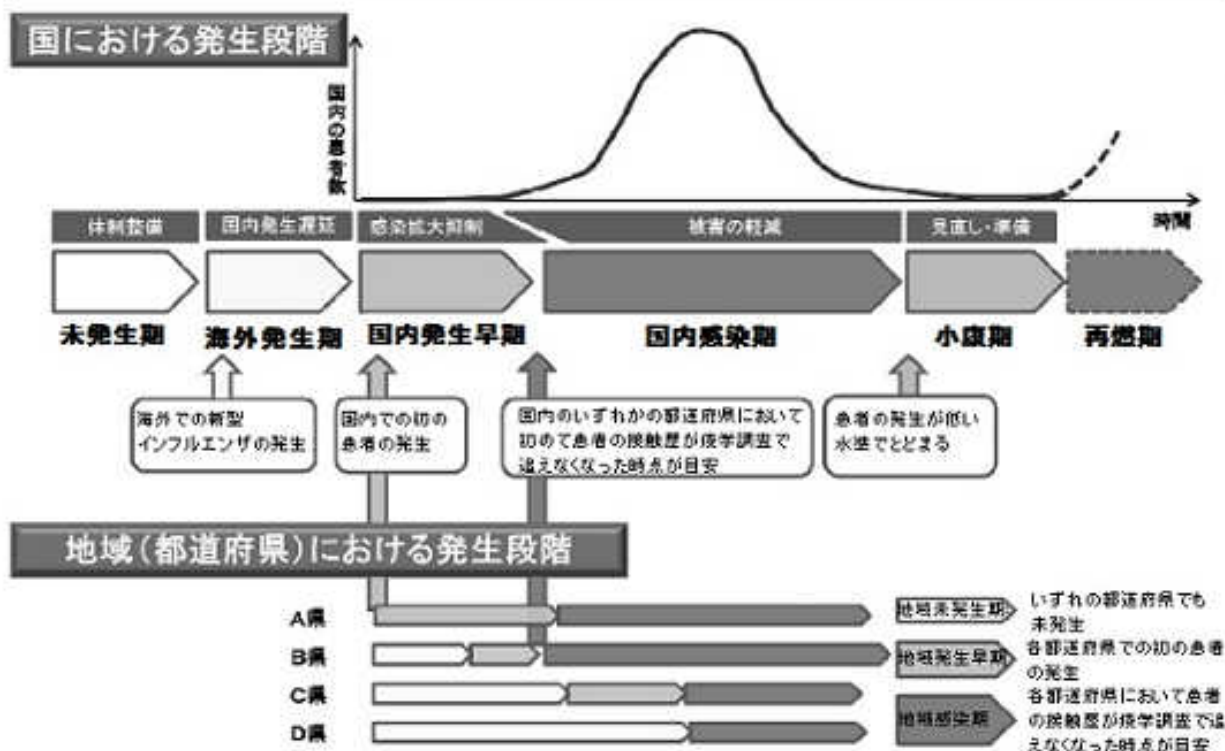 国における発生段階
国内の患者数
時間
体制整備
国内発生遅延
感染拡大抑制
被害の軽減
見直し・準備
未発生期
海外発生期
国内発生早期
国内感染期
小康期
再燃期
海外での新型
インフルエンザの発生
国内での初の
患者の発生
国内のいずれかの都道府県において
初めて患者の接触歴が疫学調査で
追えなくなった時点が目安
患者の発生が低い
水準でとどまる
地域(都道府県)における発生段階
A県
B県
C県
D県
地域未発生期
いずれの都道府県でも
未発生
地域発生早期
各都道府県での初の患者
の発生
地域感染期
各都道府県において患者
の接触歴が疫学調査で追
えなくなった時点が目安